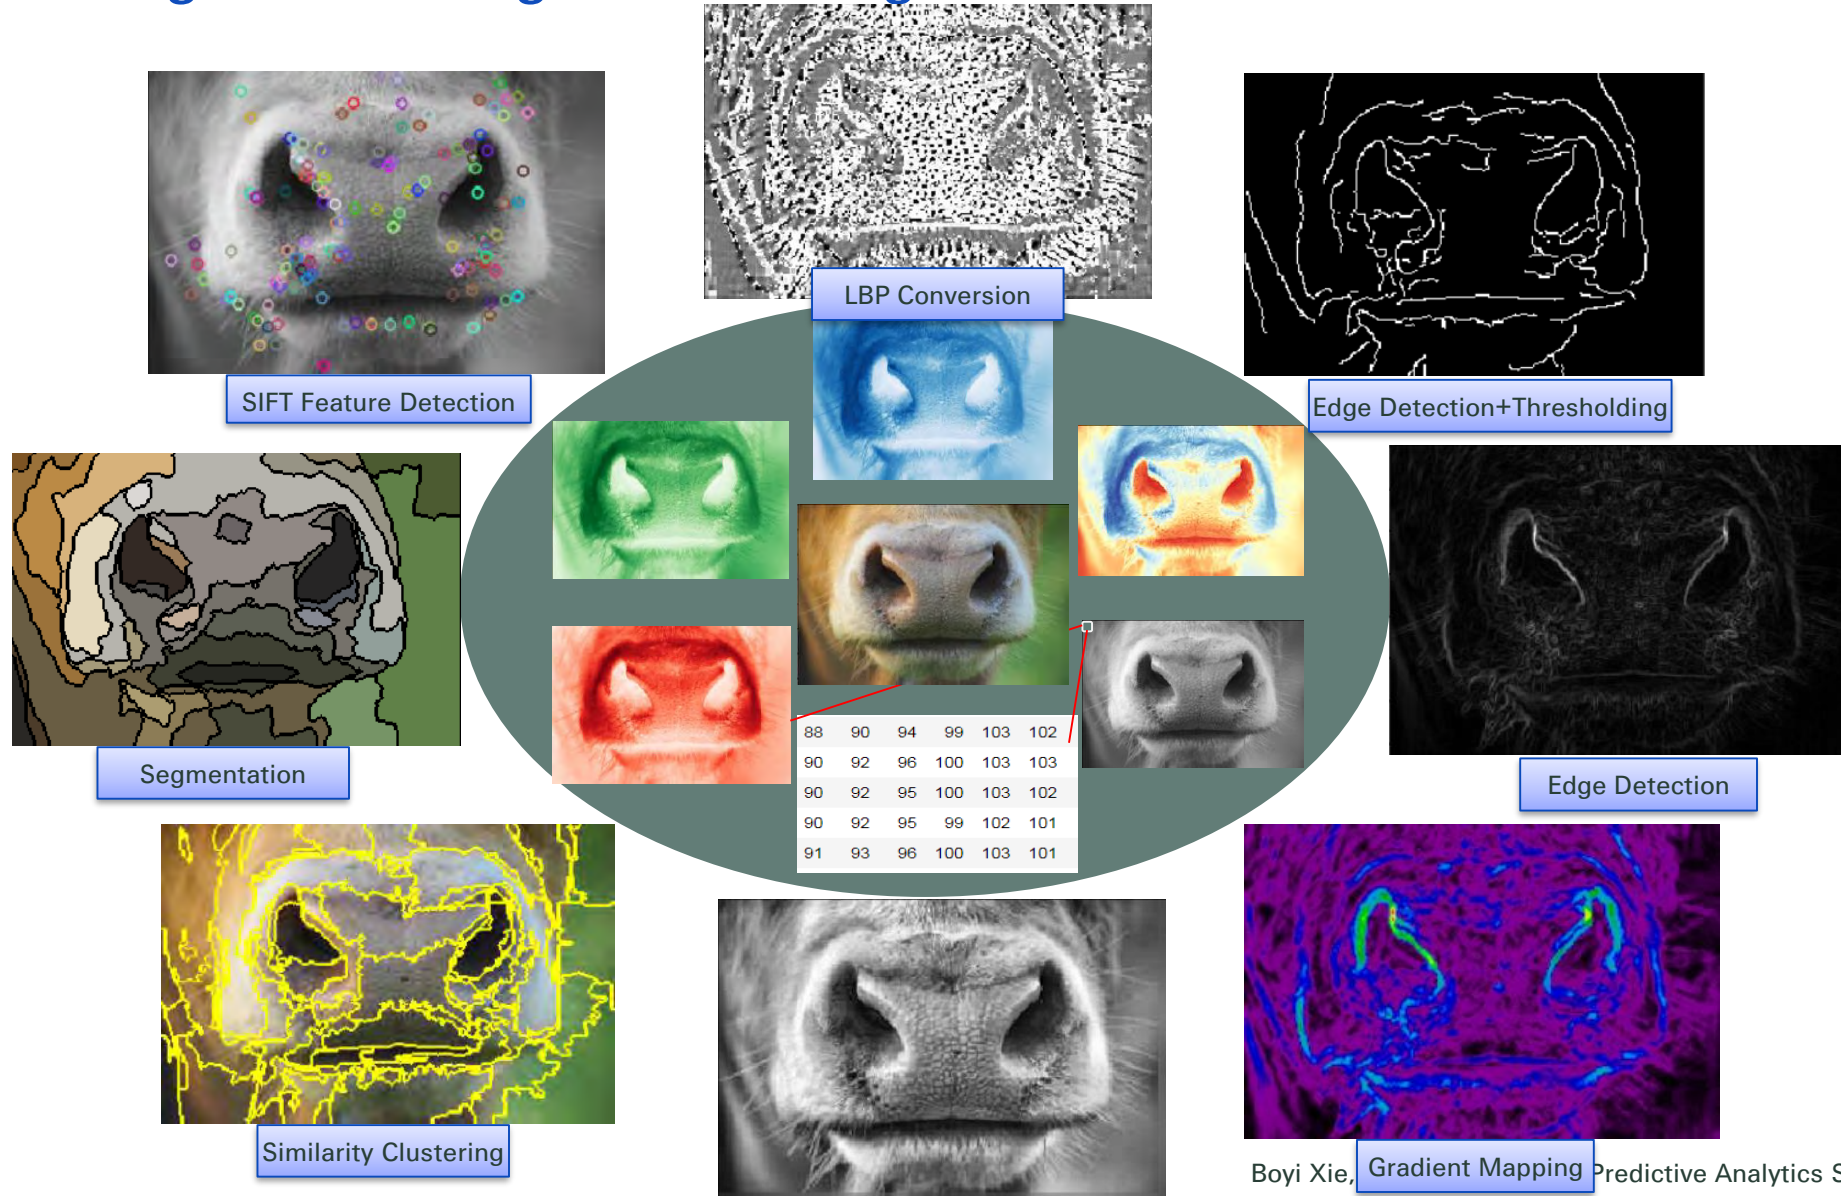 LBP Conversion
SIFT Feature Detection
Edge Detection+Thresholding
88 90 94 99 103 102
90 92 96 100 103 103
90 92 95 100 103 102
90 92 95 99 102 101
91 93 96 100 103 101
Segmentation
Edge Detection
Similarity Clustering
Gradient Mapping
Boyi Xie, Predictive Analytics S